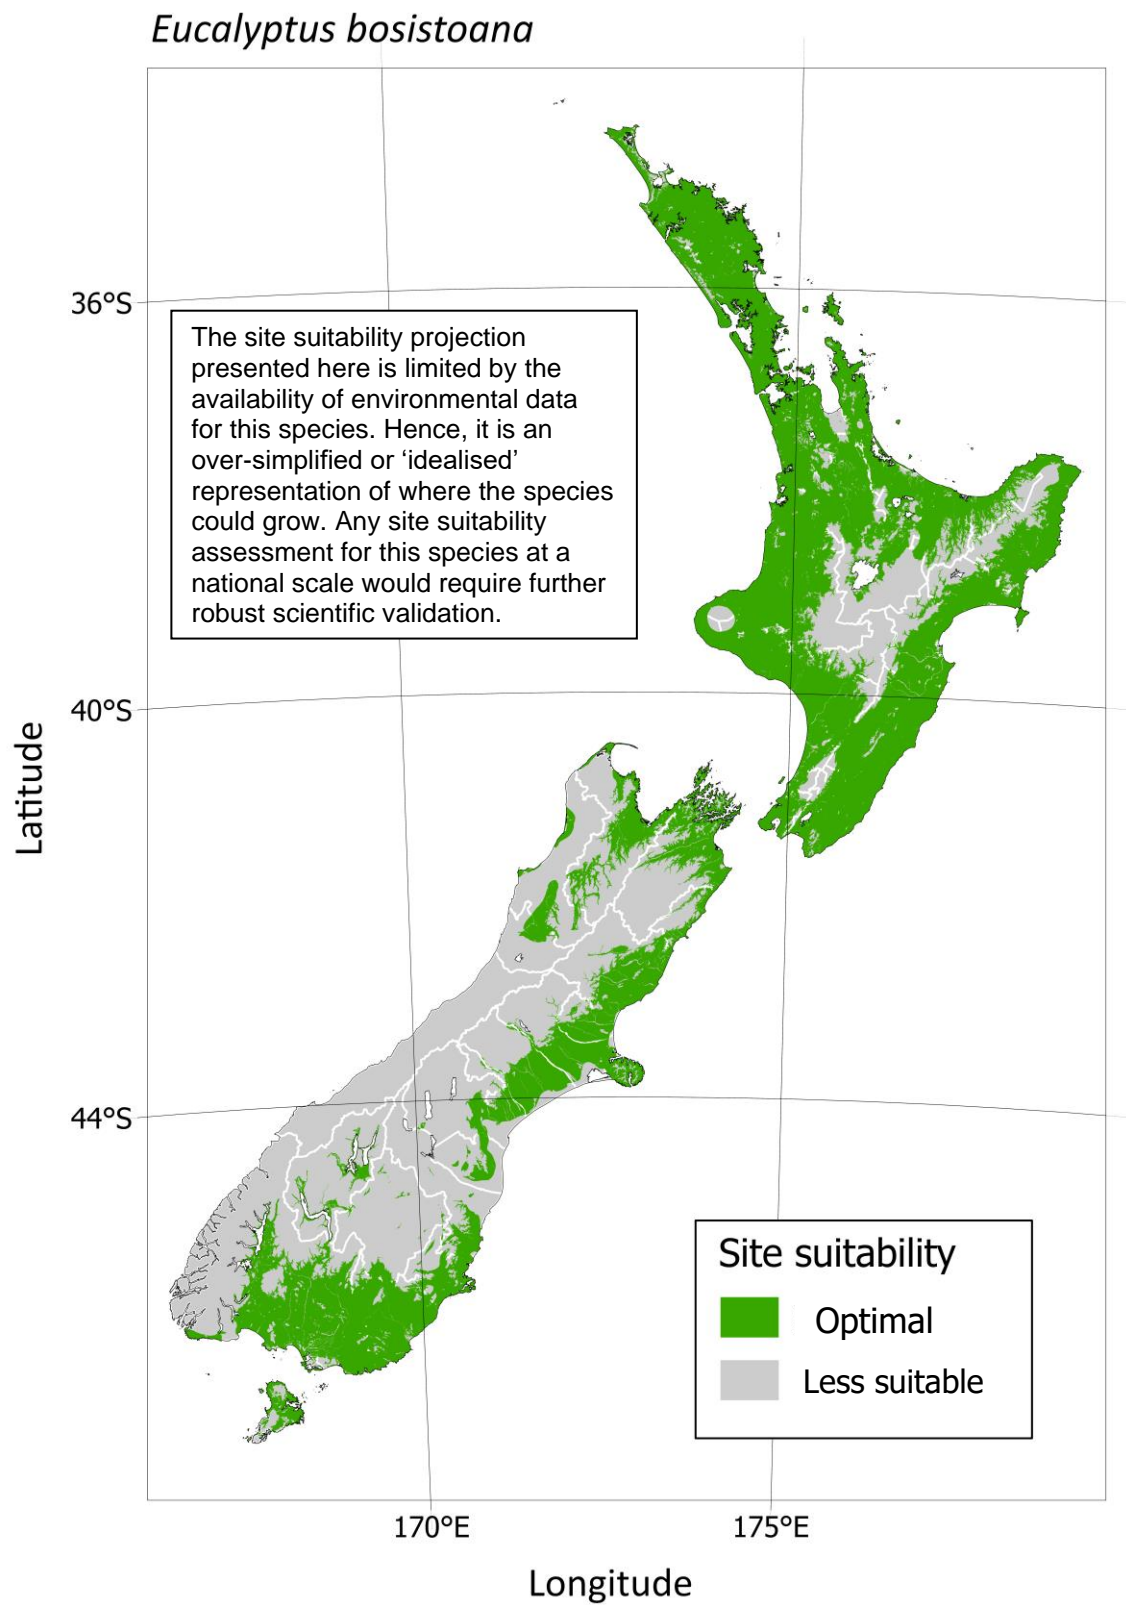 Eucalyptus bosistoana
36°S
The site suitability projection
presented here is limited by the
availability of environmental data
for this species. Hence, it is an
over-simplified or ‘idealised’
representation of where the species
could grow. Any site suitability
assessment for this species at a
national scale would require further
robust scientific validation.
40°S
Latitude
44°S
Site suitability
Optimal
Less suitable
170°E
175°E
Longitude